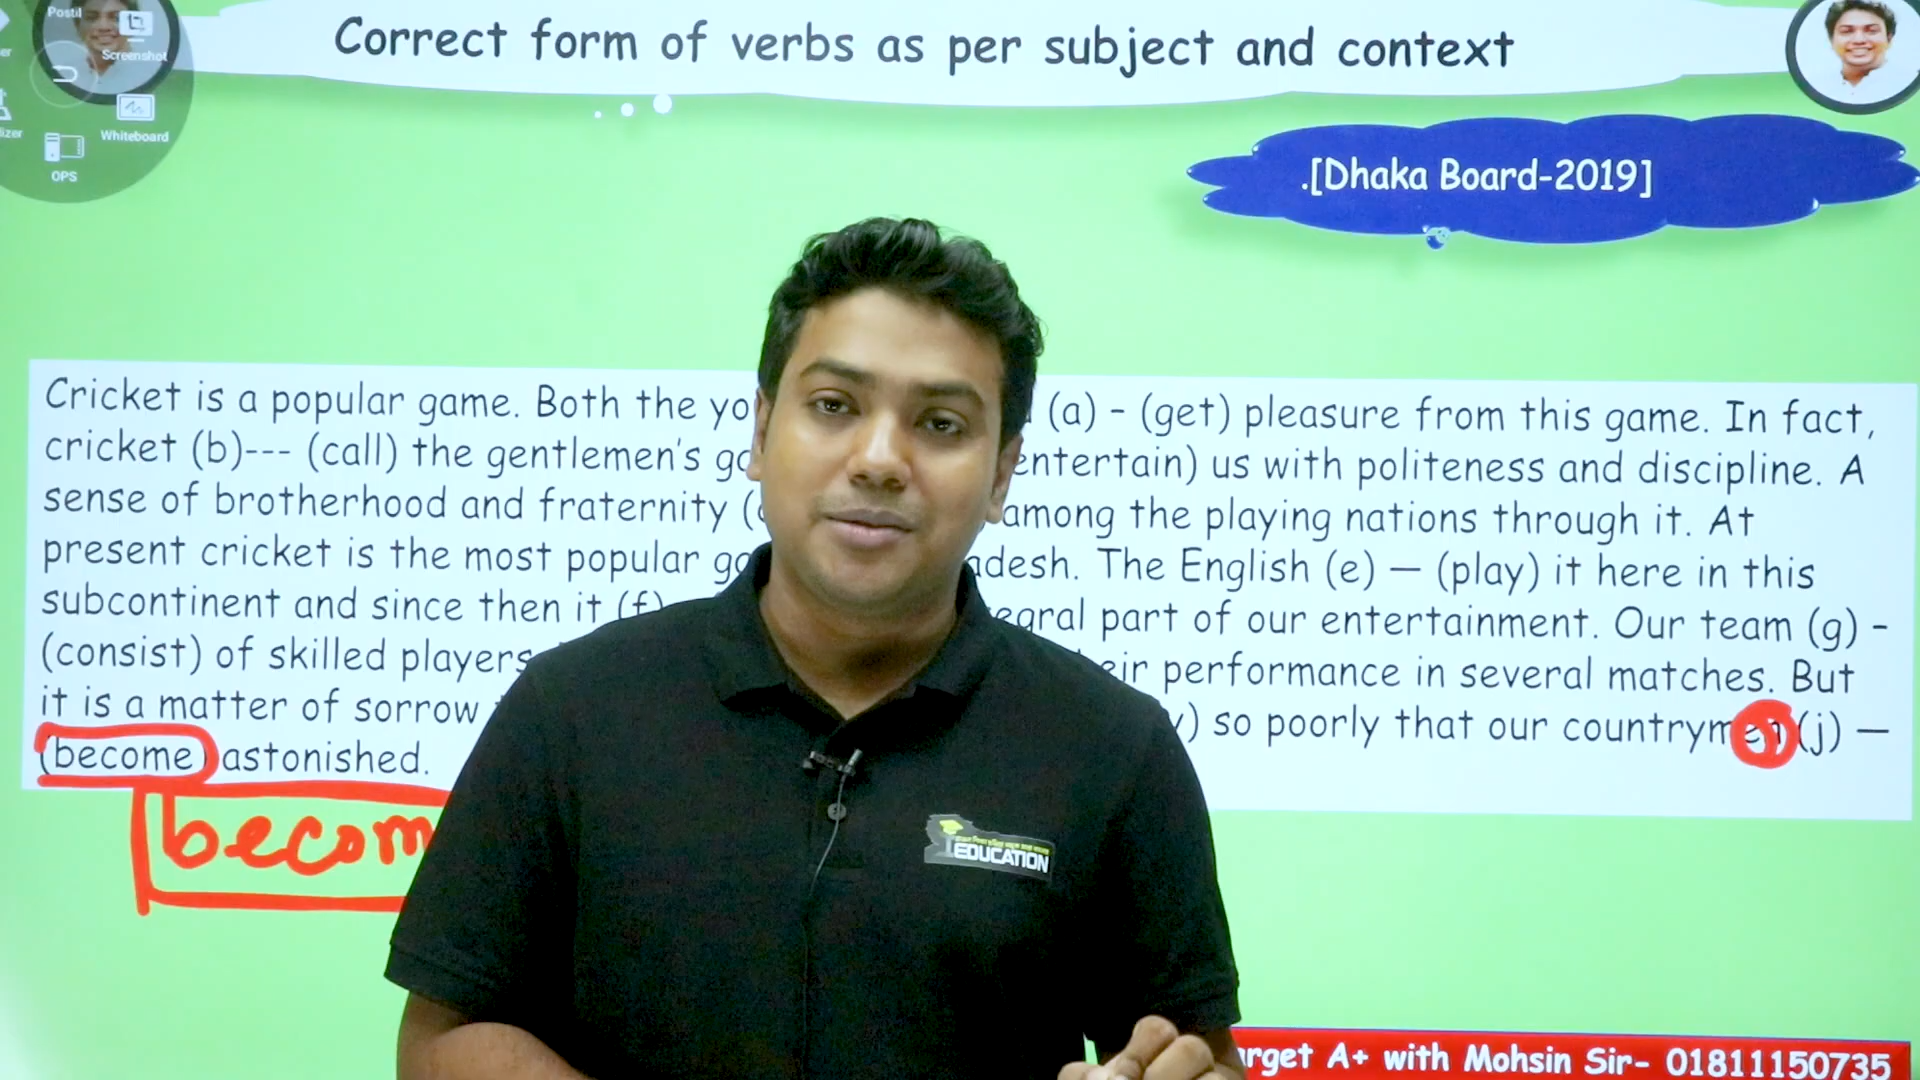 Postil
Screenshot
Whiteboard
OPS
Correct form of verbs as per subject and context
.[Dhaka Board-2019]
Cricket is a popular game. Both the (a) - (get) pleasure from this game. In fact,
cricket (b)--- (call) the gentlemen's entertain) us with politeness and discipline. A
sense of brotherhood and fraternity among the playing nations through it. At
present cricket is the most popular The English (e) — (play) it here in this
subcontinent and since then it (f) part of our entertainment. Our team (g) -
(consist) of skilled players performance in several matches. But
it is a matter of sorrow so poorly that our countrymen (j) —
(become) astonished.
becom
EDUCATION
A+ with Mohsin Sir- 01811150735